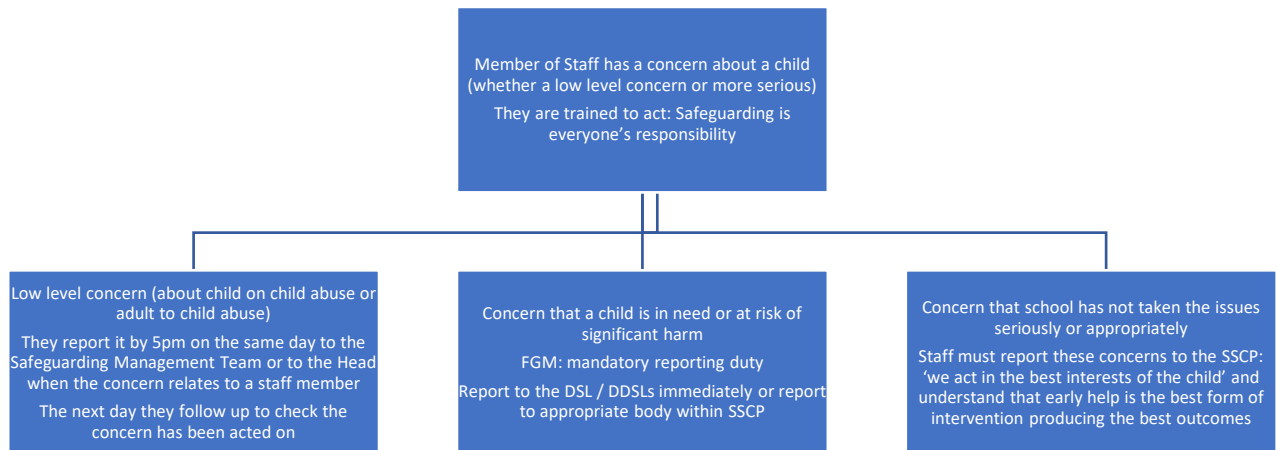 Member of Staff has a concern about a child
(whether a low level concern or more serious)
They are trained to act: Safeguarding is
everyone’s responsibility
Low level concern (about child on child abuse or
adult to child abuse)
They report it by 5pm on the same day to the
Safeguarding Management Team or to the Head
when the concern relates to a staff member
The next day they follow up to check the
concern has been acted on
Concern that a child is in need or at risk of
significant harm
FGM: mandatory reporting duty
Report to the DSL / DDSLs immediately or report
to appropriate body within SSCP
Concern that school has not taken the issues
seriously or appropriately
Staff must report these concerns to the SSCP:
‘we act in the best interests of the child’ and
understand that early help is the best form of
intervention producing the best outcomes